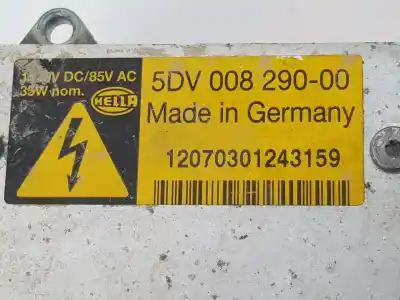 DC/85V AC
35W nom.
HELLA
5DV 008 290-00
Made in Germany
12070301243159